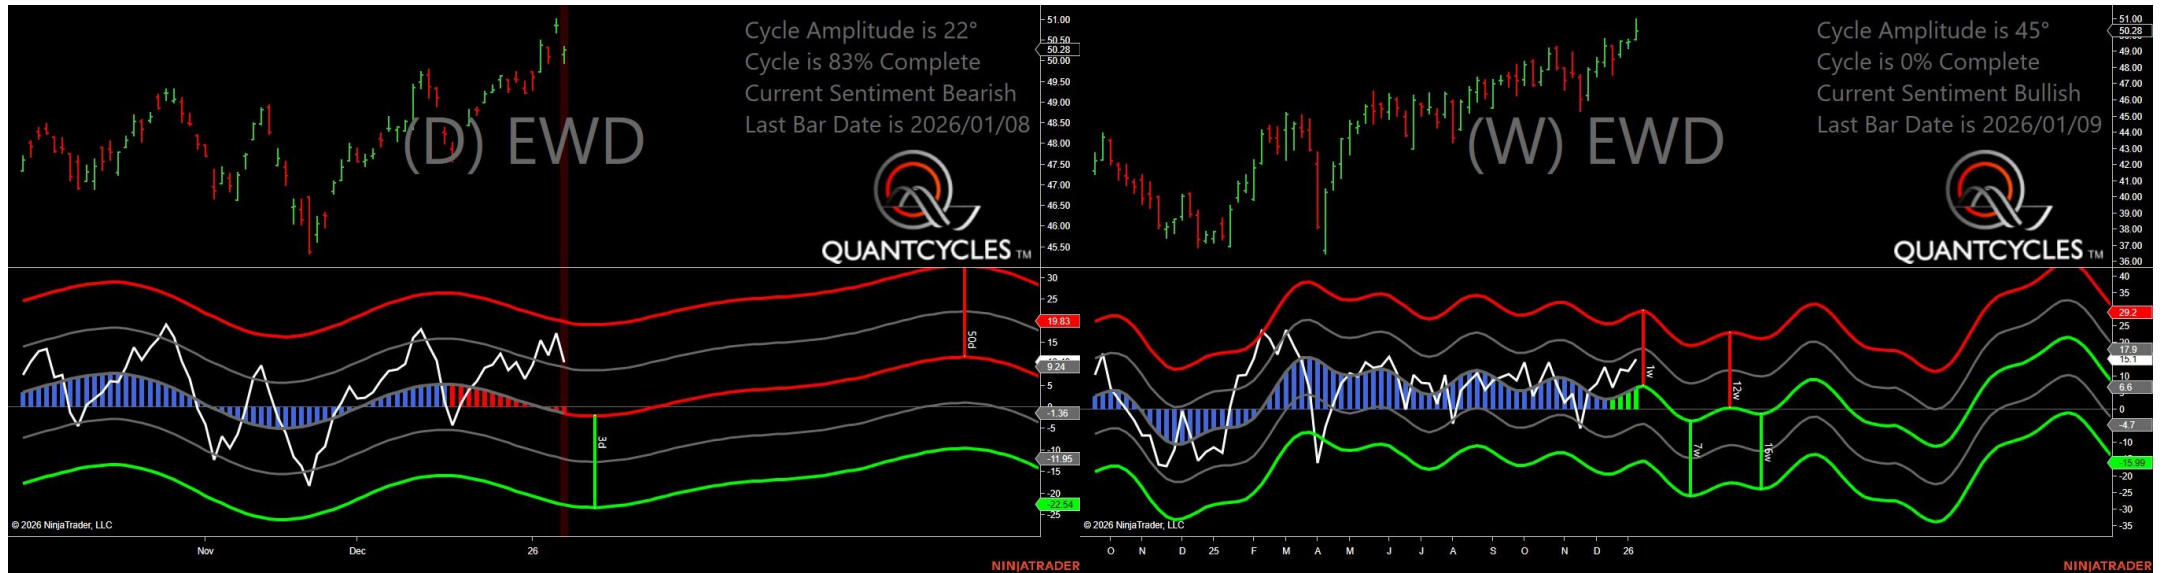 Cycle Amplitude is 22°
Cycle is 83% Complete
Current Sentiment Bearish
Last Bar Date is 2026/01/08
(D) EWD
QUANTCYCLES TM
51.00
50.50
50.28
50.00
49.50
49.00
48.50
48.00
47.50
47.00
46.50
46.00
45.50
30
25
19.83
15
9.24
5
0
-1.36
-5
-10
-11.95
-15
-20
-22.54
-25
50d
3d
© 2026 NinjaTrader, LLC
Nov
Dec
26
NINJATRADER
Cycle Amplitude is 45°
Cycle is 0% Complete
Current Sentiment Bullish
Last Bar Date is 2026/01/09
(W) EWD
QUANTCYCLES TM
51.00
50.28
49.00
48.00
47.00
46.00
45.00
44.00
43.00
42.00
41.00
40.00
39.00
38.00
37.00
36.00
40
35
29.2
25
17.9
15.1
10
6.6
0
-4.7
-10
-15.99
-20
-25
-30
-35
1w
12w
7w
16w
© 2026 NinjaTrader, LLC
O
N
D
25
F
M
A
M
J
J
A
S
O
N
D
26
NINJATRADER